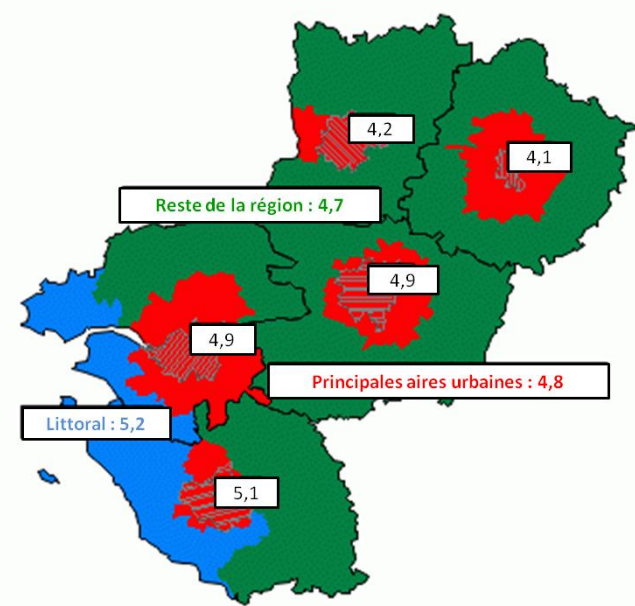 4,2
4,1
Reste de la région : 4,7
4,9
4,9
Principales aires urbaines : 4,8
Littoral : 5,2
5,1